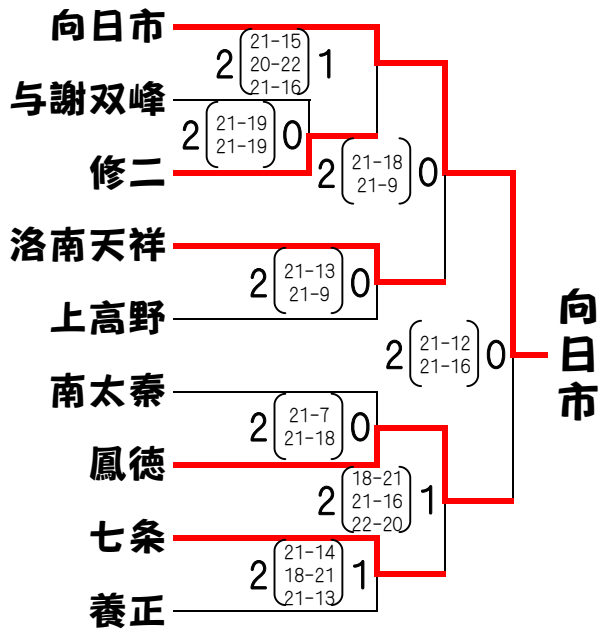 向日市
与謝双峰
修二
洛南天祥
上高野
南太秦
鳳徳
七条
養正
2 21-15 1
20-22
21-16
2 21-19 0
21-19
2 21-18 0
21-9
2 21-13 0
21-9
2 21-12 0
21-16
2 21-7 0
21-18
2 18-21 1
21-16
22-20
2 21-14 1
18-21
21-13
向日市